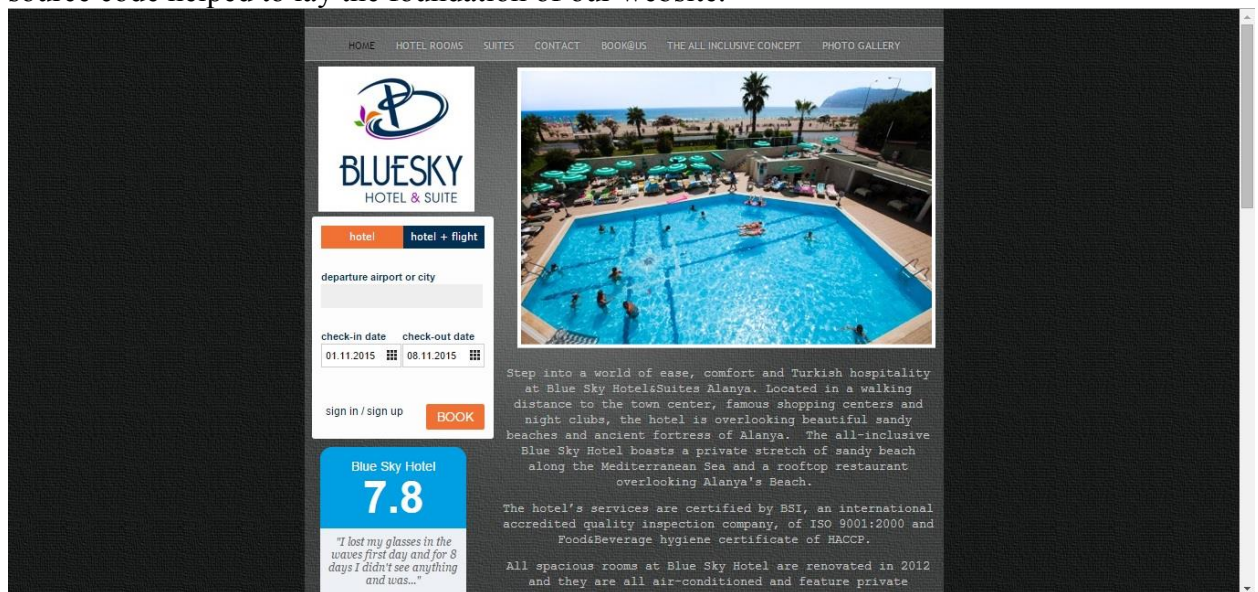 source code helped to lay the foundation of our website.
HOME HOTEL ROOMS SUITES CONTACT BOOK@US THE ALL INCLUSIVE CONCEPT PHOTO GALLERY
BLUESKY
HOTEL & SUITE
hotel hotel + flight
departure airport or city
check-in date check-out date
01.11.2015 08.11.2015
sign in / sign up BOOK
Blue Sky Hotel
7.8
"I lost my glasses in the
waves first day and for 8
days I didn't see anything
and was..."
Step into a world of ease, comfort and Turkish hospitality
at Blue Sky Hotel&Suites Alanya. Located in a walking
distance to the town center, famous shopping centers and
night clubs, the hotel is overlooking beautiful sandy
beaches and ancient fortress of Alanya. The all-inclusive
Blue Sky Hotel boasts a private stretch of sandy beach
along the Mediterranean Sea and a rooftop restaurant
overlooking Alanya's Beach.
The hotel's services are certified by BSI, an international
accredited quality inspection company, of ISO 9001:2000 and
Food&Beverage hygiene certificate of HACCP.
All spacious rooms at Blue Sky Hotel are renovated in 2012
and they are all air-conditioned and feature private